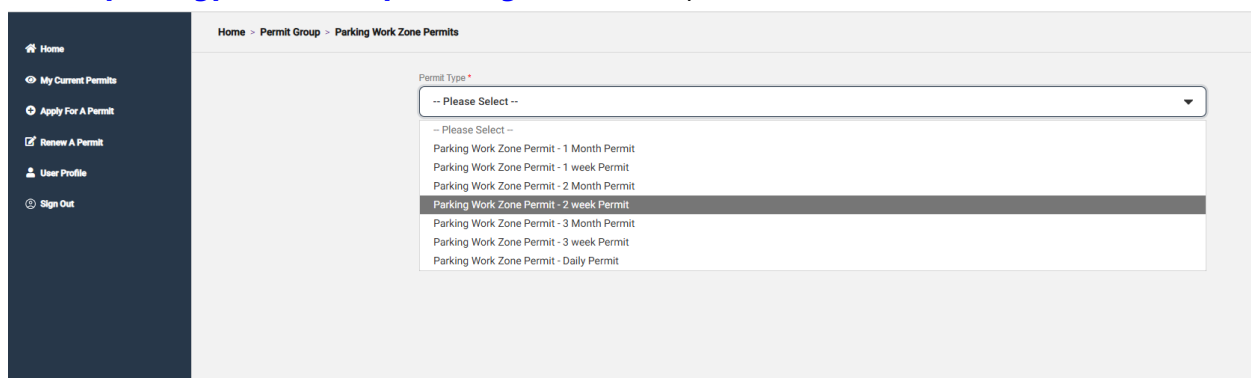 Home > Permit Group > Parking Work Zone Permits
Home
My Current Permits
Apply For A Permit
Renew A Permit
User Profile
Sign Out
Permit Type *
-- Please Select --
-- Please Select --
Parking Work Zone Permit - 1 Month Permit
Parking Work Zone Permit - 1 week Permit
Parking Work Zone Permit - 2 Month Permit
Parking Work Zone Permit - 2 week Permit
Parking Work Zone Permit - 3 Month Permit
Parking Work Zone Permit - 3 week Permit
Parking Work Zone Permit - Daily Permit